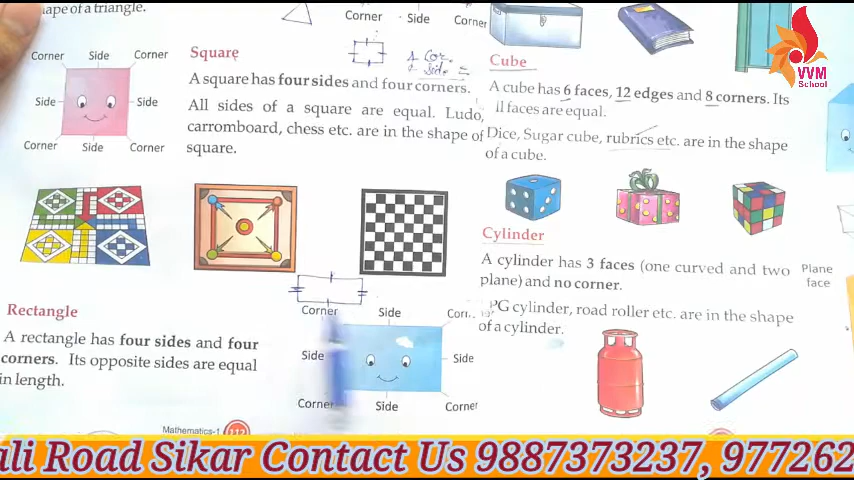 ape of a triangle.
Corner Side Corner
Corner Side Corner
Side Side
Corner Side Corner
Square
A square has four sides and four corners.
All sides of a square are equal. Ludo,
carromboard, chess etc. are in the shape of
square.
4 Cor.
4 side =
Rectangle
A rectangle has four sides and four
corners. Its opposite sides are equal
in length.
Corner Side
Side Side
Side Corner
Mathematics-1 112
Cube
A cube has 6 faces, 12 edges and 8 corners. Its
ll faces are equal.
Dice, Sugar cube, rubrics etc. are in the shape
of a cube.
Cylinder
A cylinder has 3 faces (one curved and two
plane) and no corner.
PG cylinder, road roller etc. are in the shape
of a cylinder.
Plane
face
VVM
School
ali Road Sikar Contact Us 9887373237, 977262